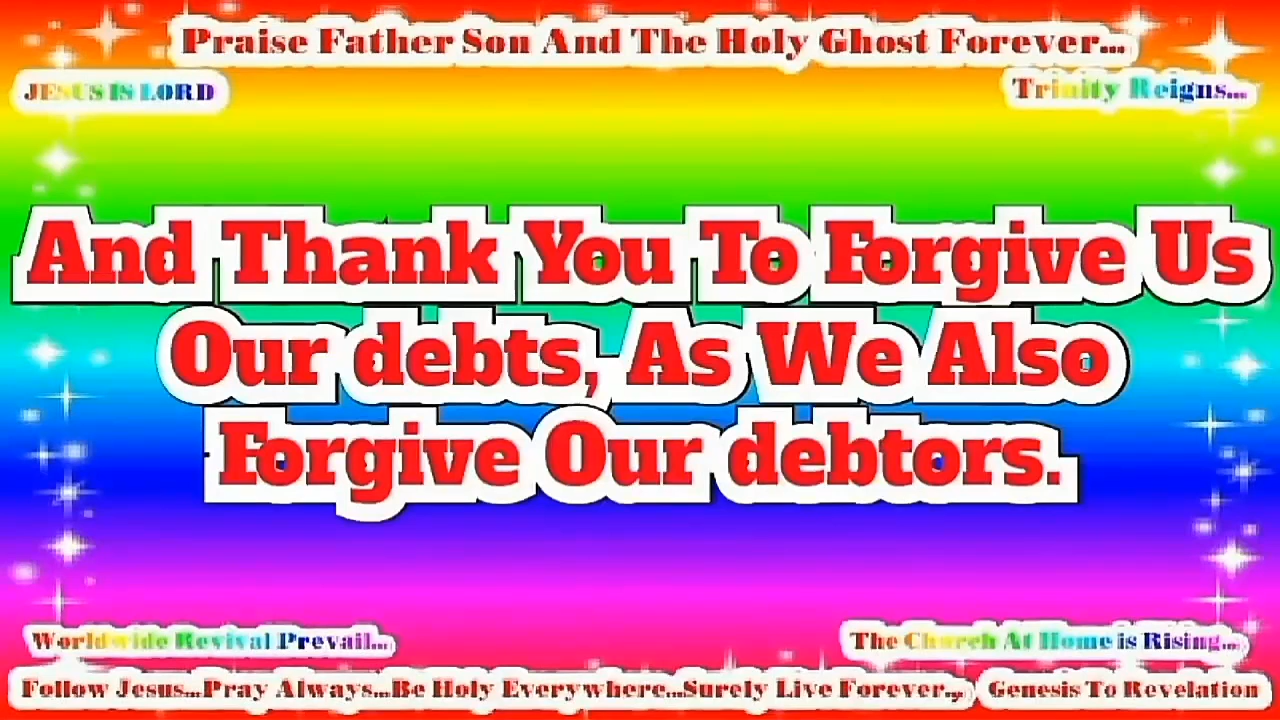 Praise Father Son And The Holy Ghost Forever...
JESUS IS LORD
Trinity Reigns...
And Thank You To Forgive Us
Our debts, As We Also
Forgive Our debtors.
Worldwide Revival Prevail...
The Church At Home is Rising...
Follow Jesus...Pray Always...Be Holy Everywhere...Surely Live Forever...,
Genesis To Revelation